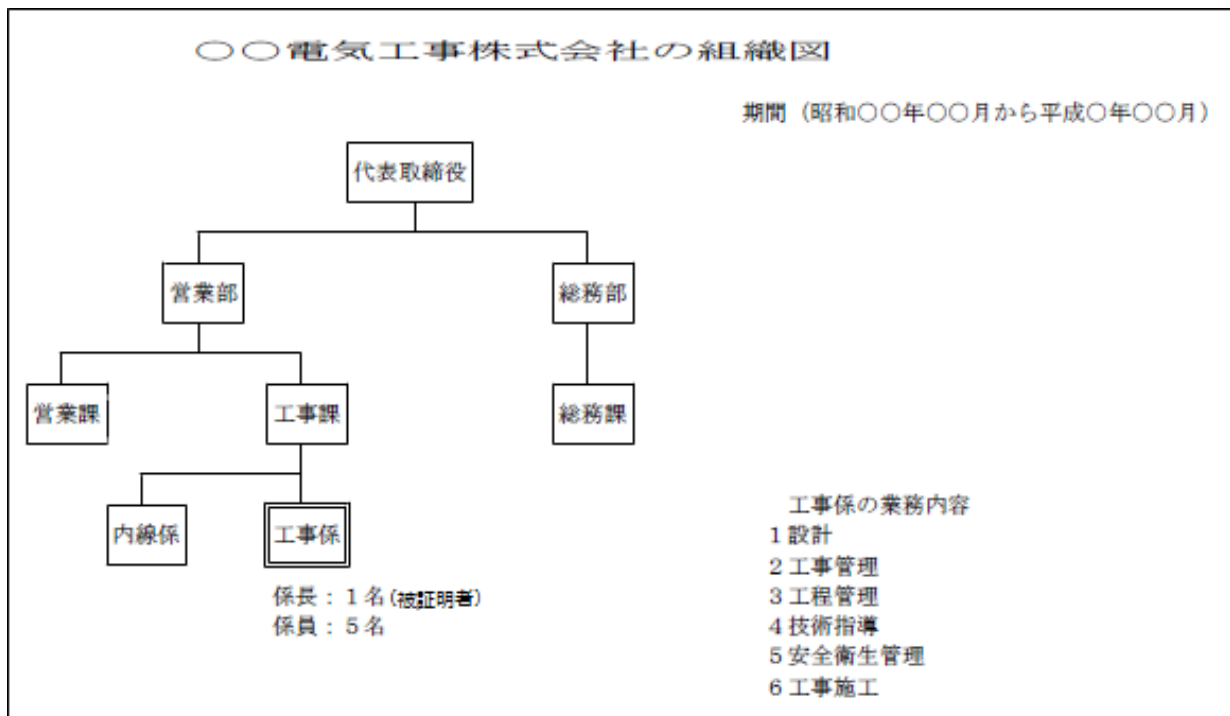 ○○電気工事株式会社の組織図
期間（昭和○○年○○月から平成○年○○月）
代表取締役
営業部
総務部
営業課
工事課
総務課
内線係
工事係
係長：１名(被証明者)
係員：５名
工事係の業務内容
１設計
２工事管理
３工程管理
４技術指導
５安全衛生管理
６工事施工